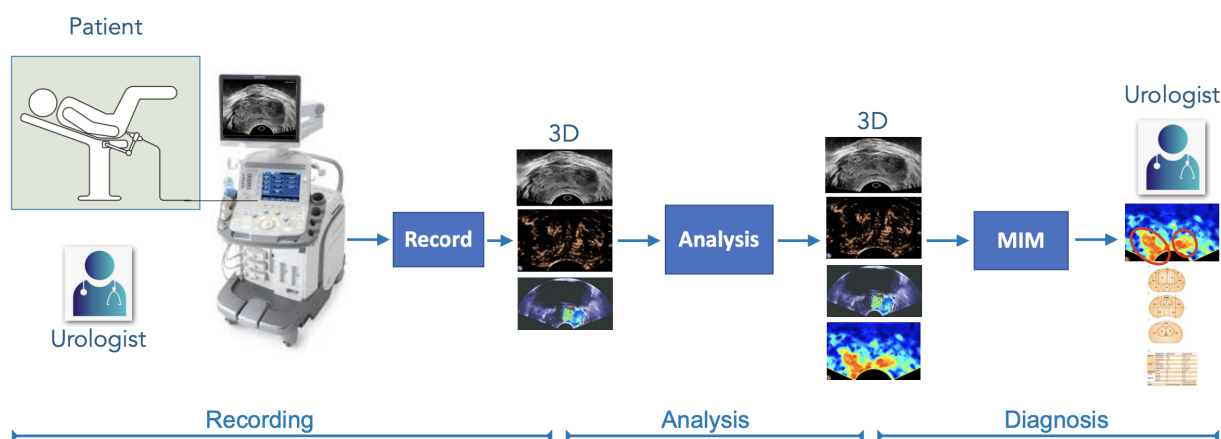 Patient
Urologist
Record
3D
Analysis
3D
MIM
Urologist
Recording
Analysis
Diagnosis